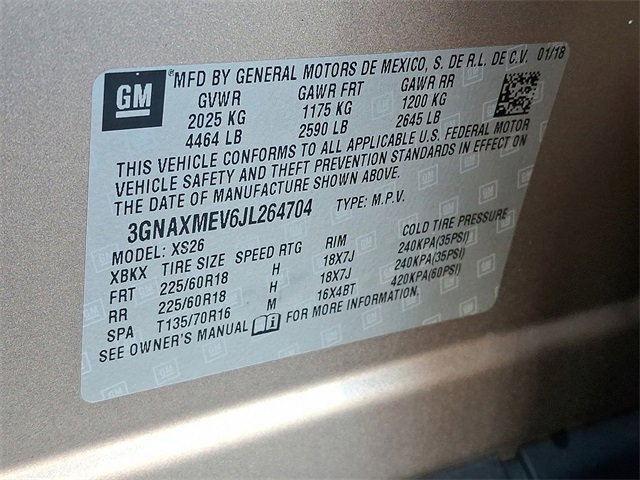 GM
MFD BY GENERAL MOTORS DE MEXICO, S. DE R.L. DE C.V. 01/18
GVWR GAWR FRT GAWR RR
2025 KG 1175 KG 1200 KG
4464 LB 2590 LB 2645 LB
THIS VEHICLE CONFORMS TO ALL APPLICABLE U.S. FEDERAL MOTOR
VEHICLE SAFETY AND THEFT PREVENTION STANDARDS IN EFFECT ON
THE DATE OF MANUFACTURE SHOWN ABOVE.
3GNAXMEV6JL264704 TYPE: M.P.V.
MODEL: XS26
XBKX TIRE SIZE SPEED RTG RIM COLD TIRE PRESSURE
FRT 225/60R18 H 18X7J 240KPA(35PSI)
RR 225/60R18 H 18X7J 240KPA(35PSI)
SPA T135/70R16 M 16X4BT 420KPA(60PSI)
SEE OWNER'S MANUAL FOR MORE INFORMATION.